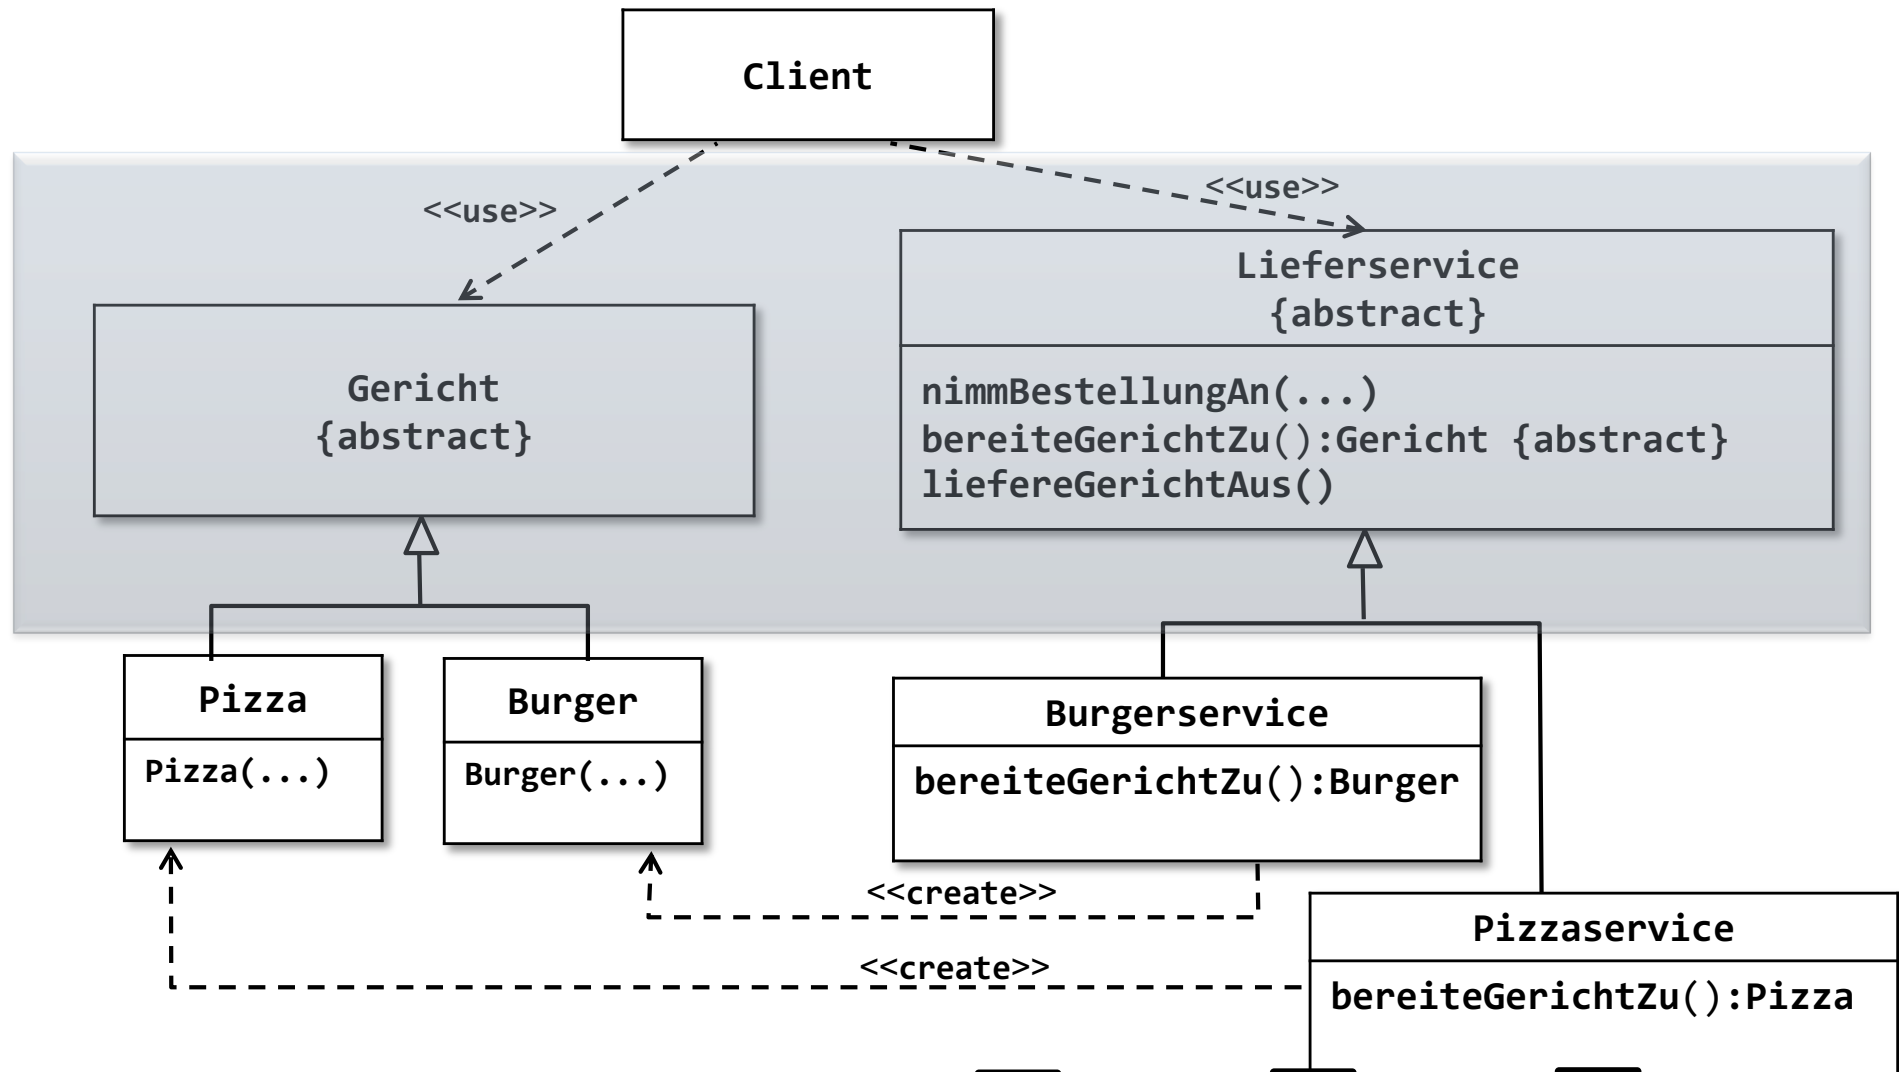 Client
<<use>>
<<use>>
Lieferservice
{abstract}
nimmBestellungAn(...)
bereiteGerichtZu():Gericht {abstract}
liefereGerichtAus()
Gericht
{abstract}
Pizza
Pizza(...)
Burger
Burger(...)
Burgerservice
bereiteGerichtZu():Burger
<<create>>
<<create>>
Pizzaservice
bereiteGerichtZu():Pizza